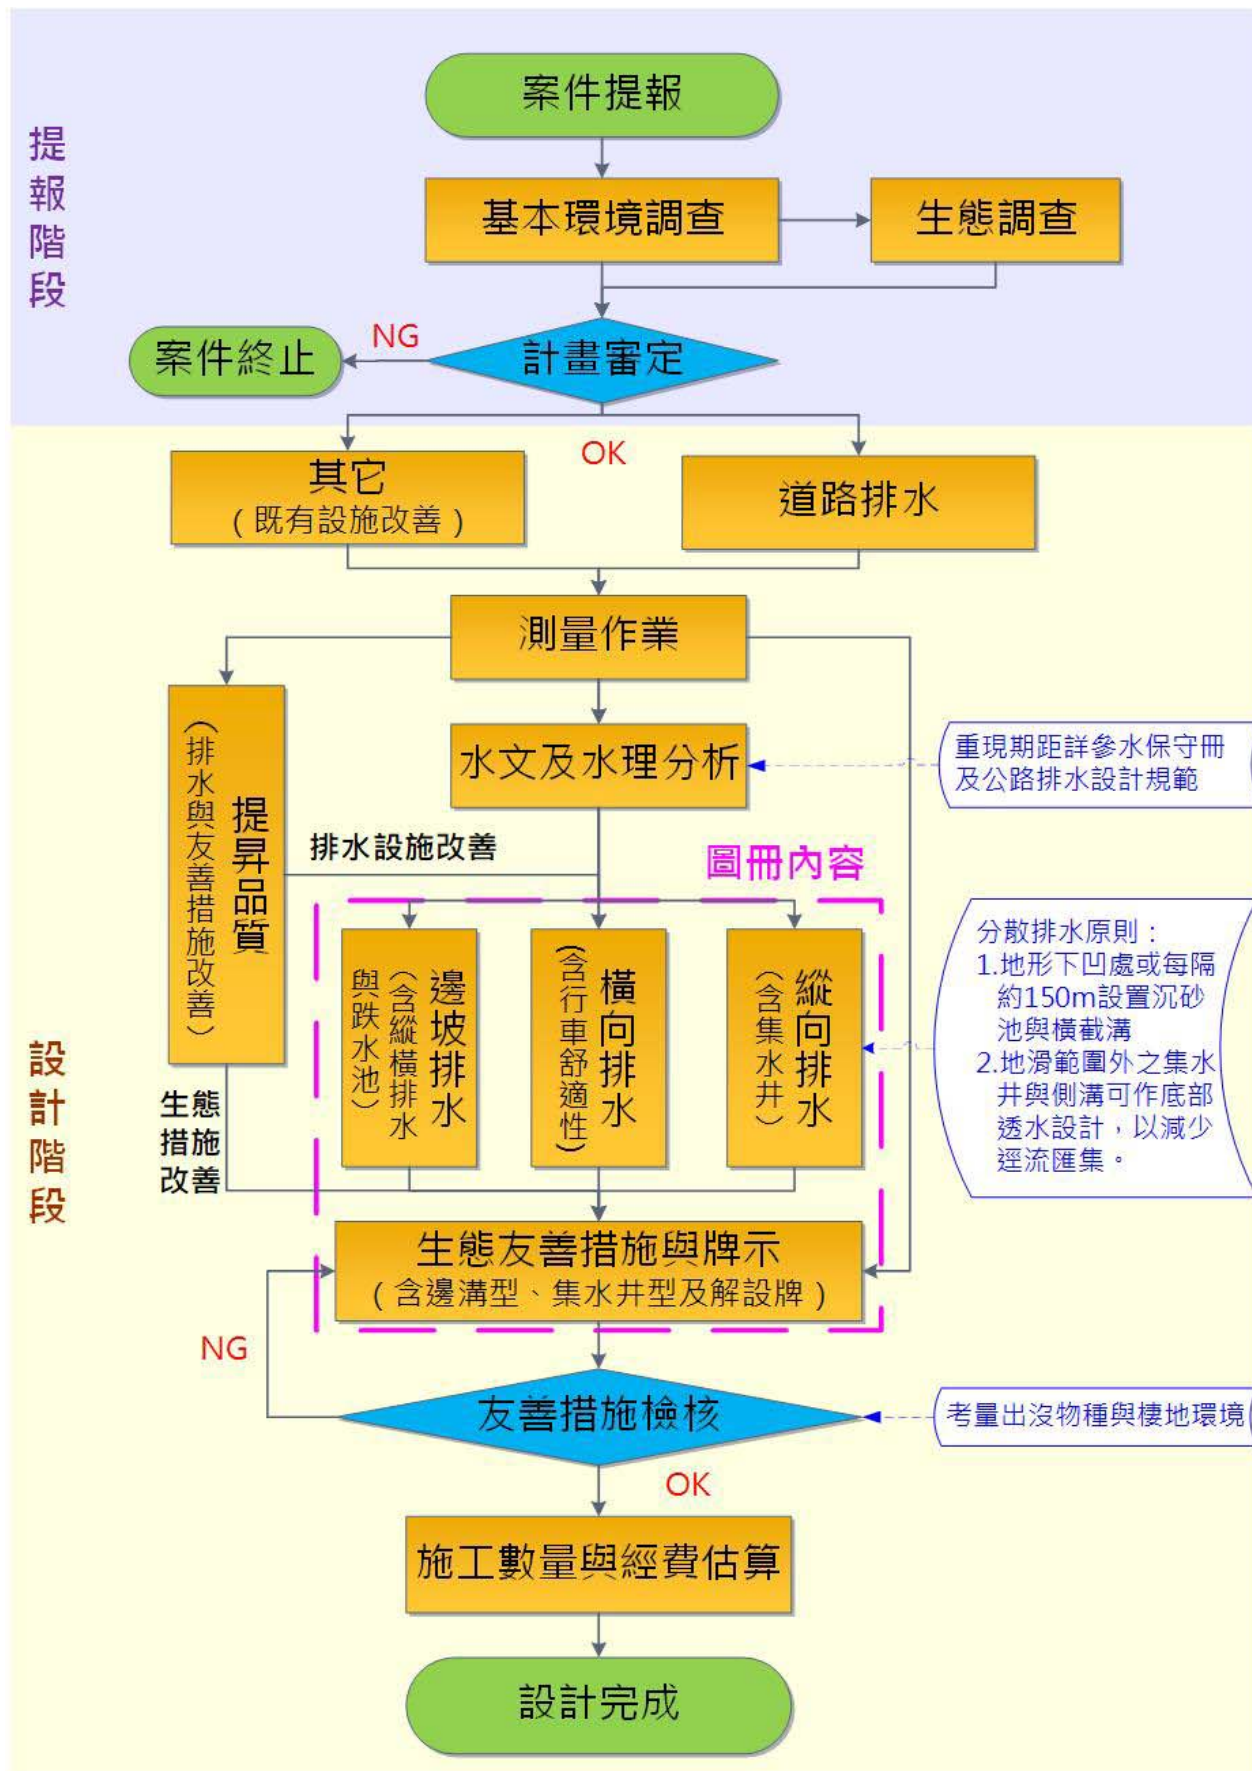 提報階段
案件提報
基本環境調查
生態調查
計畫審定
NG
案件終止
OK
設計階段
其它
(既有設施改善)
道路排水
測量作業
水文及水理分析
重現期距詳參水保守冊
及公路排水設計規範
提昇品質
(排水與友善措施改善)
排水設施改善
圖冊內容
邊坡排水
(含縱橫排水
與跌水池)
橫向排水
(含行車舒適性)
縱向排水
(含集水井)
分散排水原則:
1.地形下凹處或每隔
約150m設置沉砂
池與橫截溝
2.地滑範圍外之集水
井與側溝可作底部
透水設計,以減少
逕流匯集。
生態
措施
改善
生態友善措施與牌示
(含邊溝型、集水井型及解設牌)
NG
友善措施檢核
考量出沒物種與棲地環境
OK
施工數量與經費估算
設計完成